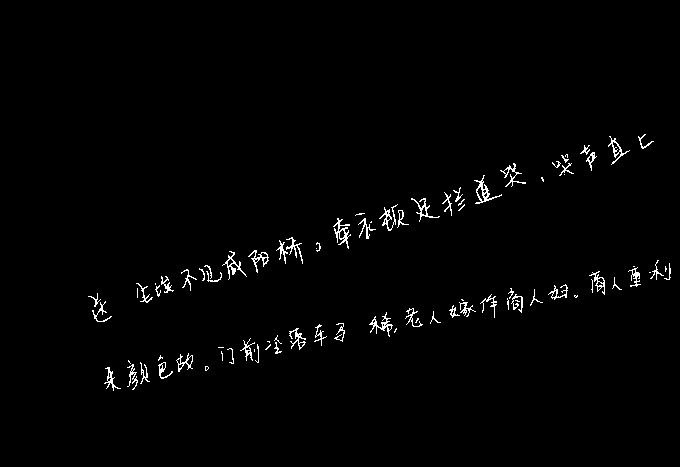 送 尘埃不见咸阳桥。牵衣顿足拦道哭,哭声直上
来颜色故。门前冷落车马 稀,老人嫁作商人妇。商人重利